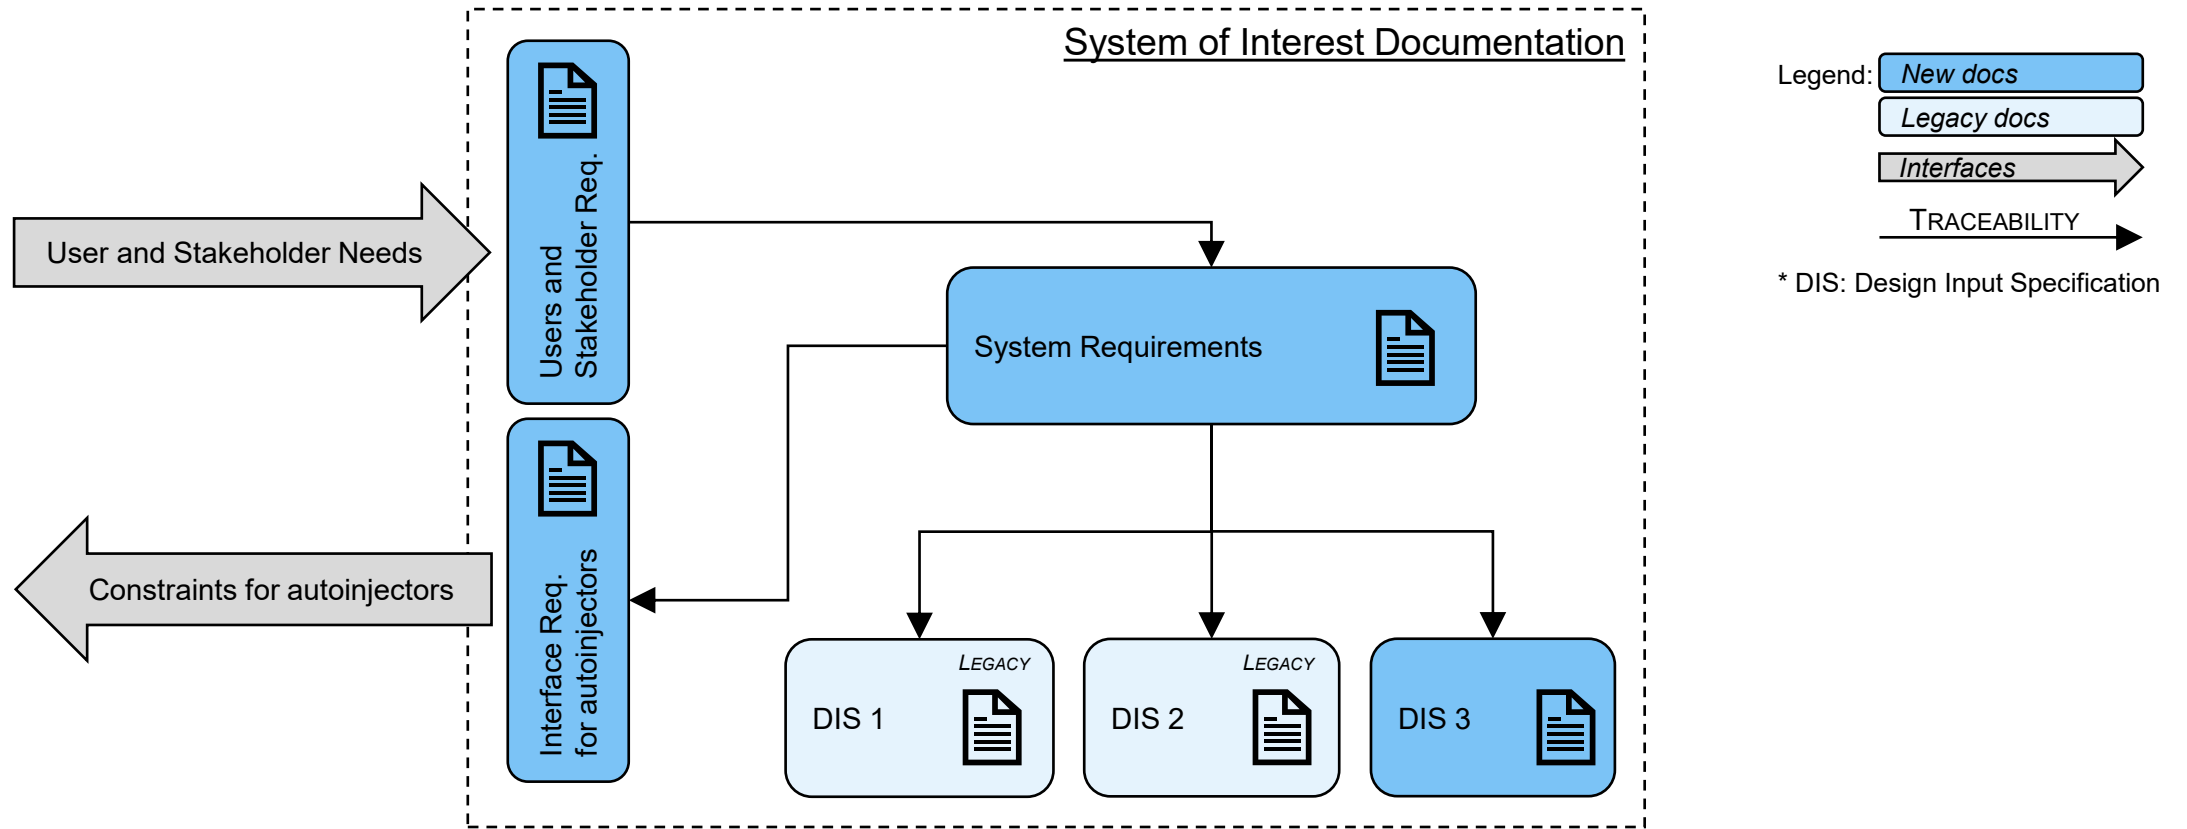 System of Interest Documentation
Legend:
New docs
Legacy docs
Interfaces
TRACEABILITY
* DIS: Design Input Specification
User and Stakeholder Needs
Users and
Stakeholder Req.
System Requirements
Constraints for autoinjectors
Interface Req.
for autoinjectors
LEGACY
DIS 1
LEGACY
DIS 2
DIS 3